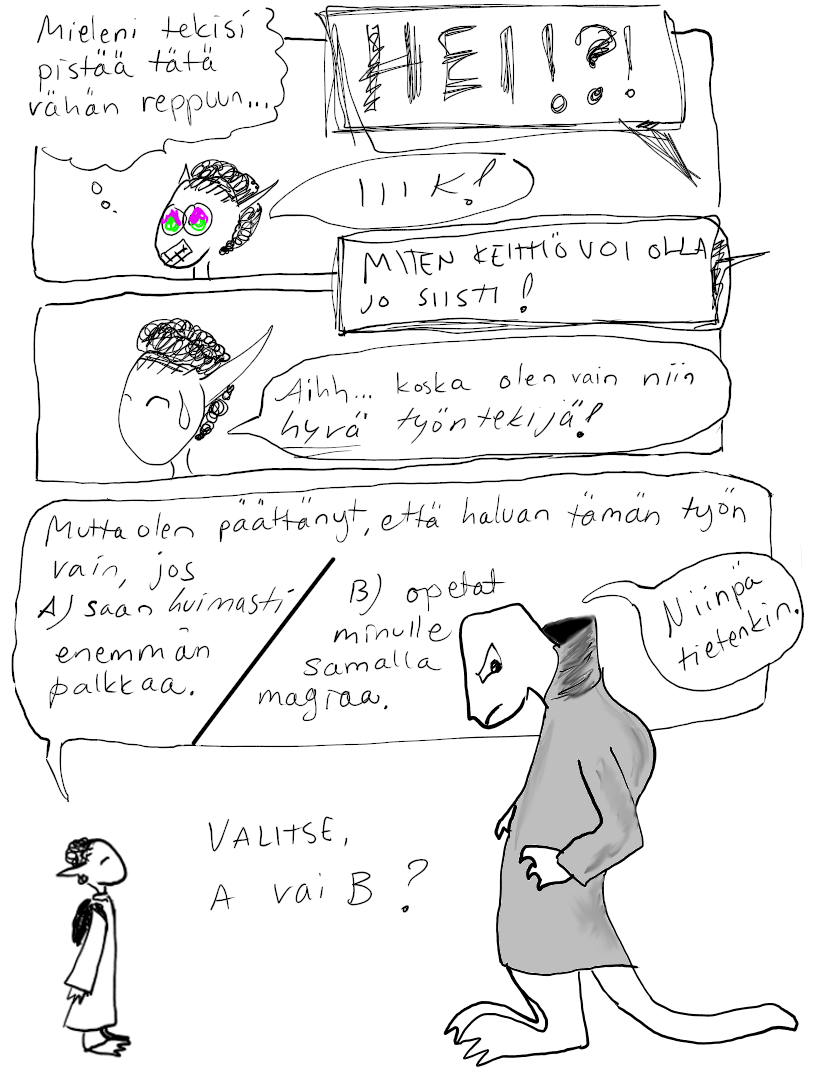 Mieleni tekisi
pistää tätä
vähän reppuun...
HEI!?!
IIIK!
MITEN KEITTIÖ VOI OLLA
jo SIISTI!
Aihh... koska olen vain niin
hyvä työntekijä!
Mutta olen päättänyt, että haluan tämän työn
vain, jos
A) saan huimasti
enemmän
palkkaa.
B) opetat
minulle
samalla
magiaa.
Niinpä
tietenkin.
VALITSE,
A vai B?